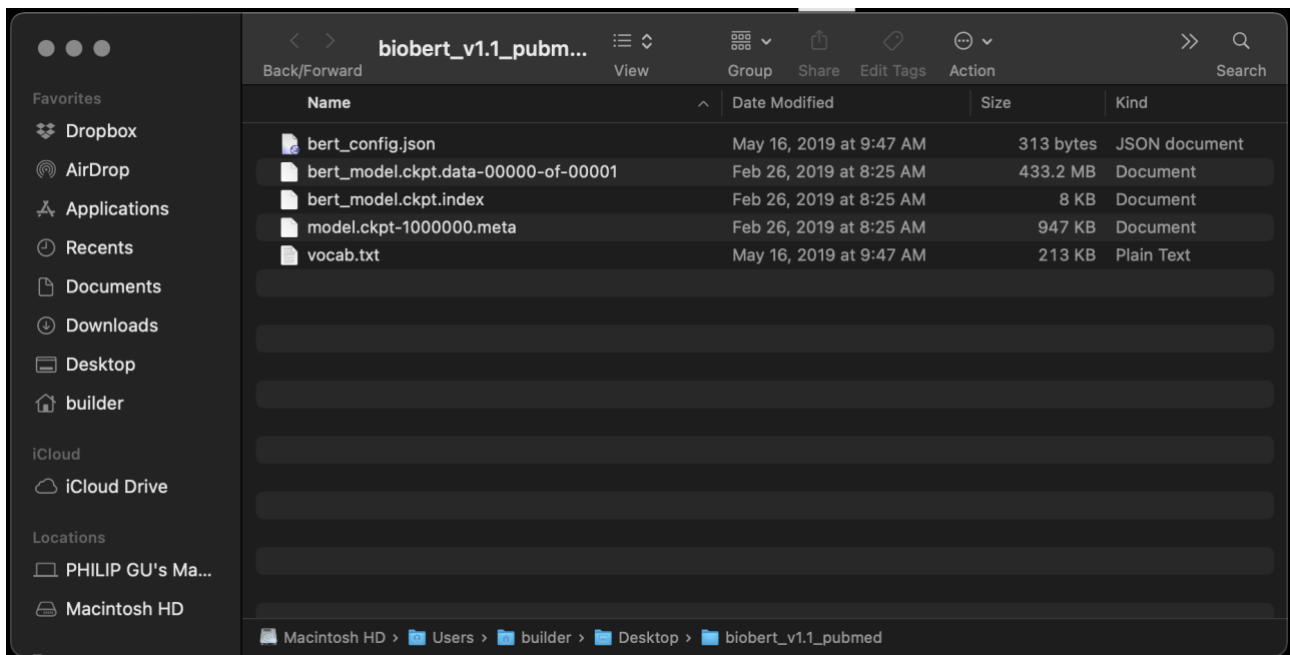 biobert_v1.1_pubm...
Back/Forward View Group Share Edit Tags Action Search
Favorites
Dropbox
AirDrop
Applications
Recents
Documents
Downloads
Desktop
builder
iCloud
iCloud Drive
Locations
PHILIP GU's Ma...
Macintosh HD
Name Date Modified Size Kind
bert_config.json May 16, 2019 at 9:47 AM 313 bytes JSON document
bert_model.ckpt.data-00000-of-00001 Feb 26, 2019 at 8:25 AM 433.2 MB Document
bert_model.ckpt.index Feb 26, 2019 at 8:25 AM 8 KB Document
model.ckpt-1000000.meta Feb 26, 2019 at 8:25 AM 947 KB Document
vocab.txt May 16, 2019 at 9:47 AM 213 KB Plain Text
Macintosh HD › Users › builder › Desktop › biobert_v1.1_pubmed